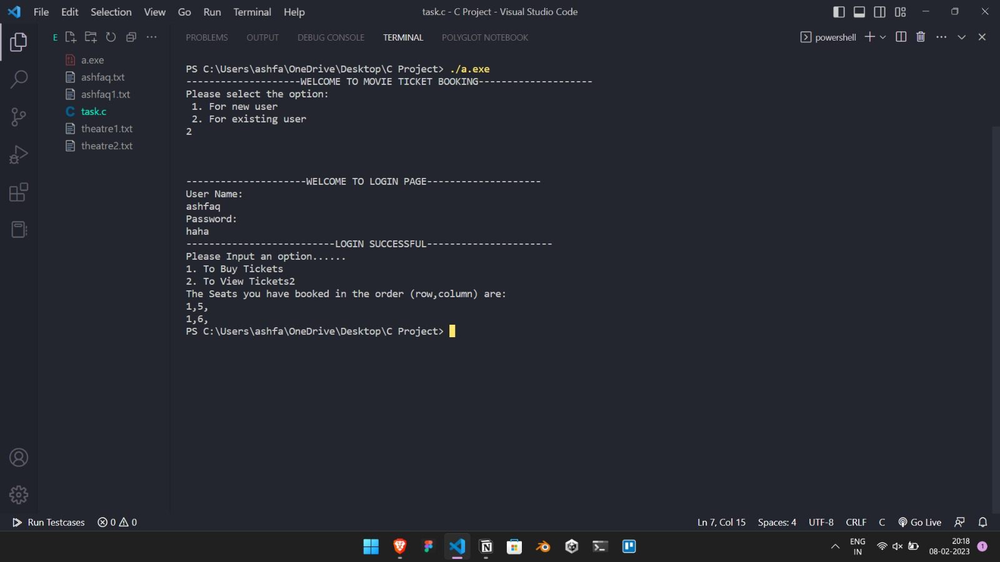 File Edit Selection View Go Run Terminal Help
task.c - C Project - Visual Studio Code
E
PROBLEMS OUTPUT DEBUG CONSOLE TERMINAL POLYGLOT NOTEBOOK
powershell
a.exe
ashfaq.txt
ashfaq1.txt
task.c
theatre1.txt
theatre2.txt
PS C:\Users\ashfa\OneDrive\Desktop\C Project> ./a.exe
--------------------WELCOME TO MOVIE TICKET BOOKING--------------------
Please select the option:
1. For new user
2. For existing user
2
---------------------WELCOME TO LOGIN PAGE--------------------
User Name:
ashfaq
Password:
haha
--------------------------LOGIN SUCCESSFUL----------------------
Please Input an option......
1. To Buy Tickets
2. To View Tickets2
The Seats you have booked in the order (row,column) are:
1,5,
1,6,
PS C:\Users\ashfa\OneDrive\Desktop\C Project>
Run Testcases 0 0
Ln 7, Col 15 Spaces: 4 UTF-8 CRLF C Go Live
ENG
IN
20:18
08-02-2023
1